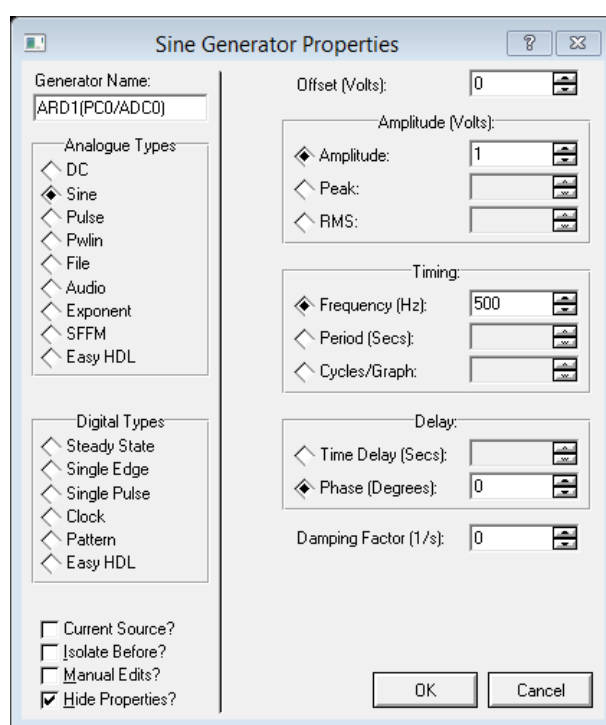 Sine Generator Properties
Generator Name:
ARD1(PC0/ADC0)
Analogue Types
DC
Sine
Pulse
Pwlin
File
Audio
Exponent
SFFM
Easy HDL
Digital Types
Steady State
Single Edge
Single Pulse
Clock
Pattern
Easy HDL
Current Source?
Isolate Before?
Manual Edits?
Hide Properties?
Offset (Volts): 0
Amplitude (Volts):
Amplitude: 1
Peak:
RMS:
Timing:
Frequency (Hz): 500
Period (Secs):
Cycles/Graph:
Delay:
Time Delay (Secs):
Phase (Degrees): 0
Damping Factor (1/s): 0
OK Cancel